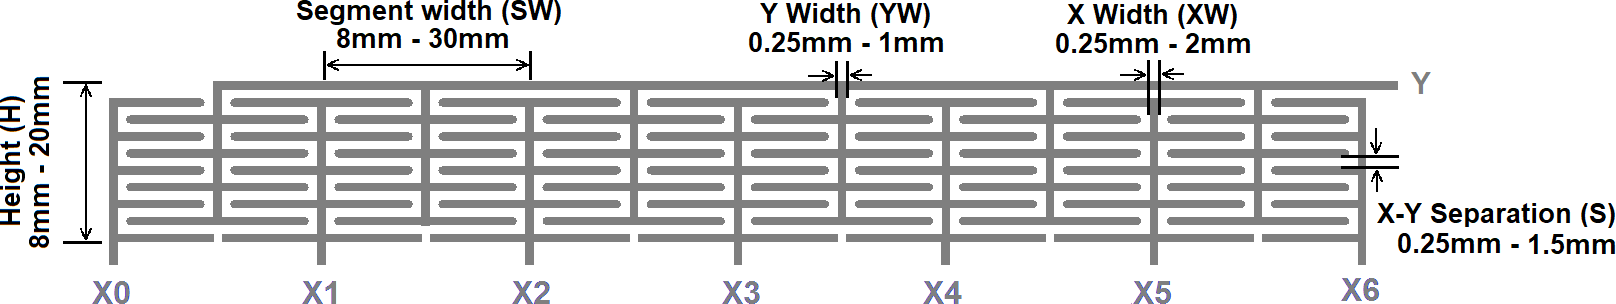 Segment width (SW)
8mm - 30mm
Y Width (YW)
0.25mm - 1mm
X Width (XW)
0.25mm - 2mm
Y
Height (H)
8mm - 20mm
X-Y Separation (S)
0.25mm - 1.5mm
X0 X1 X2 X3 X4 X5 X6